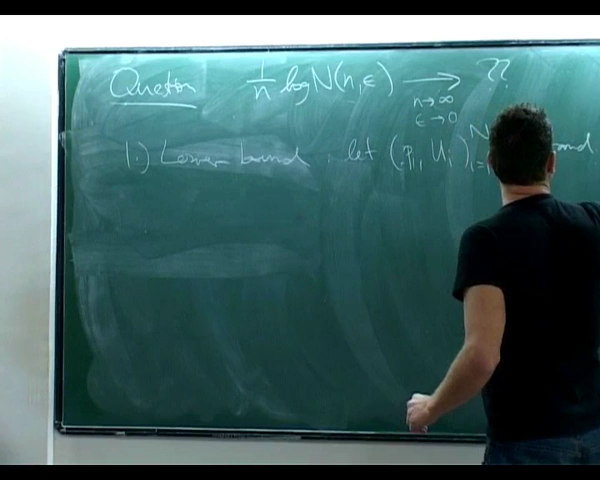 Question 1/n log N(n, ε) ⟶ ??
n→∞
ε→0
1.) Lower bound : let (p_i, U_i)_{i=1}^N